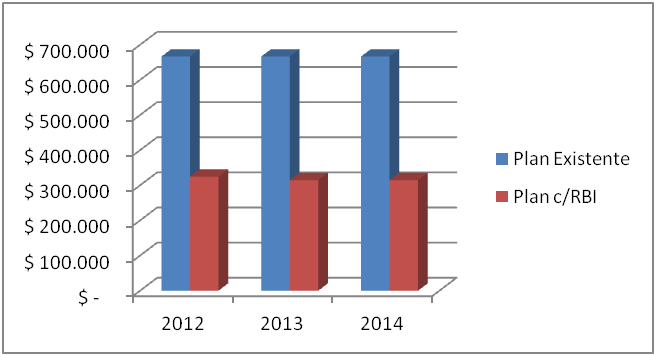 $ 700.000
$ 600.000
$ 500.000
$ 400.000
$ 300.000
$ 200.000
$ 100.000
$ -
2012 2013 2014
Plan Existente
Plan c/RBI